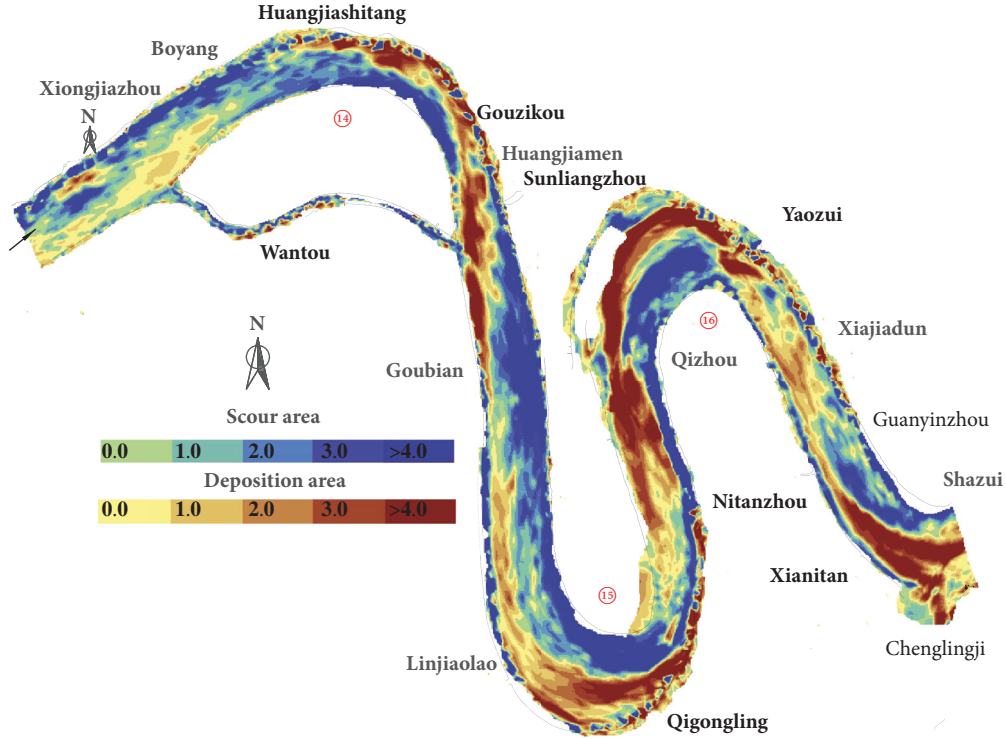 Huangjiashitang
Boyang
Xiongjiazhou
N
14
Gouzikou
Huangjiamen
Sunliangzhou
Yaozui
Wantou
N
16
Xiajiadun
Qizhou
Goubian
Scour area
0.0 1.0 2.0 3.0 >4.0
Deposition area
0.0 1.0 2.0 3.0 >4.0
Guanyinzhou
Shazui
Nitanzhou
Xianitan
15
Chenglingji
Linjiaolao
Qigongling